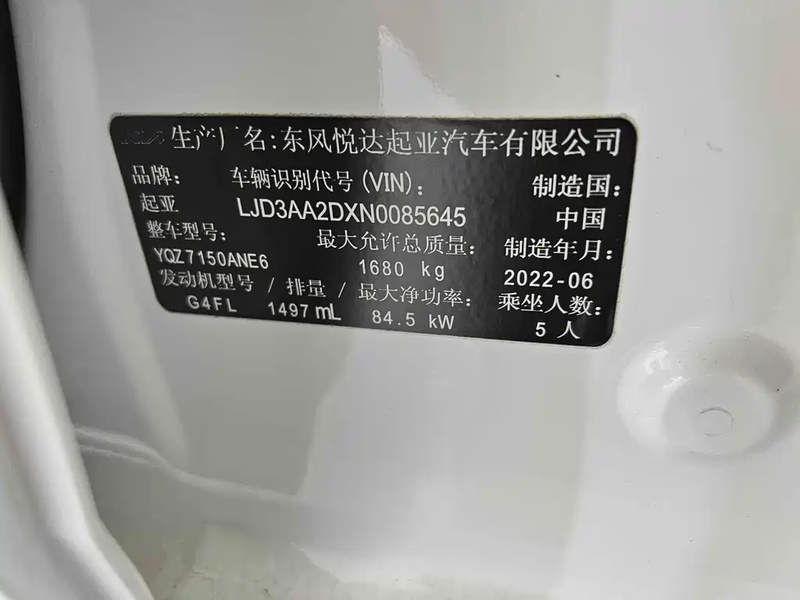 生产厂名:东风悦达起亚汽车有限公司
品牌: 车辆识别代号(VIN): 制造国:
起亚 LJD3AA2DXN0085645 中国
整车型号: 最大允许总质量: 制造年月:
YQZ7150ANE6 1680 kg 2022-06
发动机型号 / 排量 / 最大净功率: 乘坐人数:
G4FL 1497 mL 84.5 kW 5 人